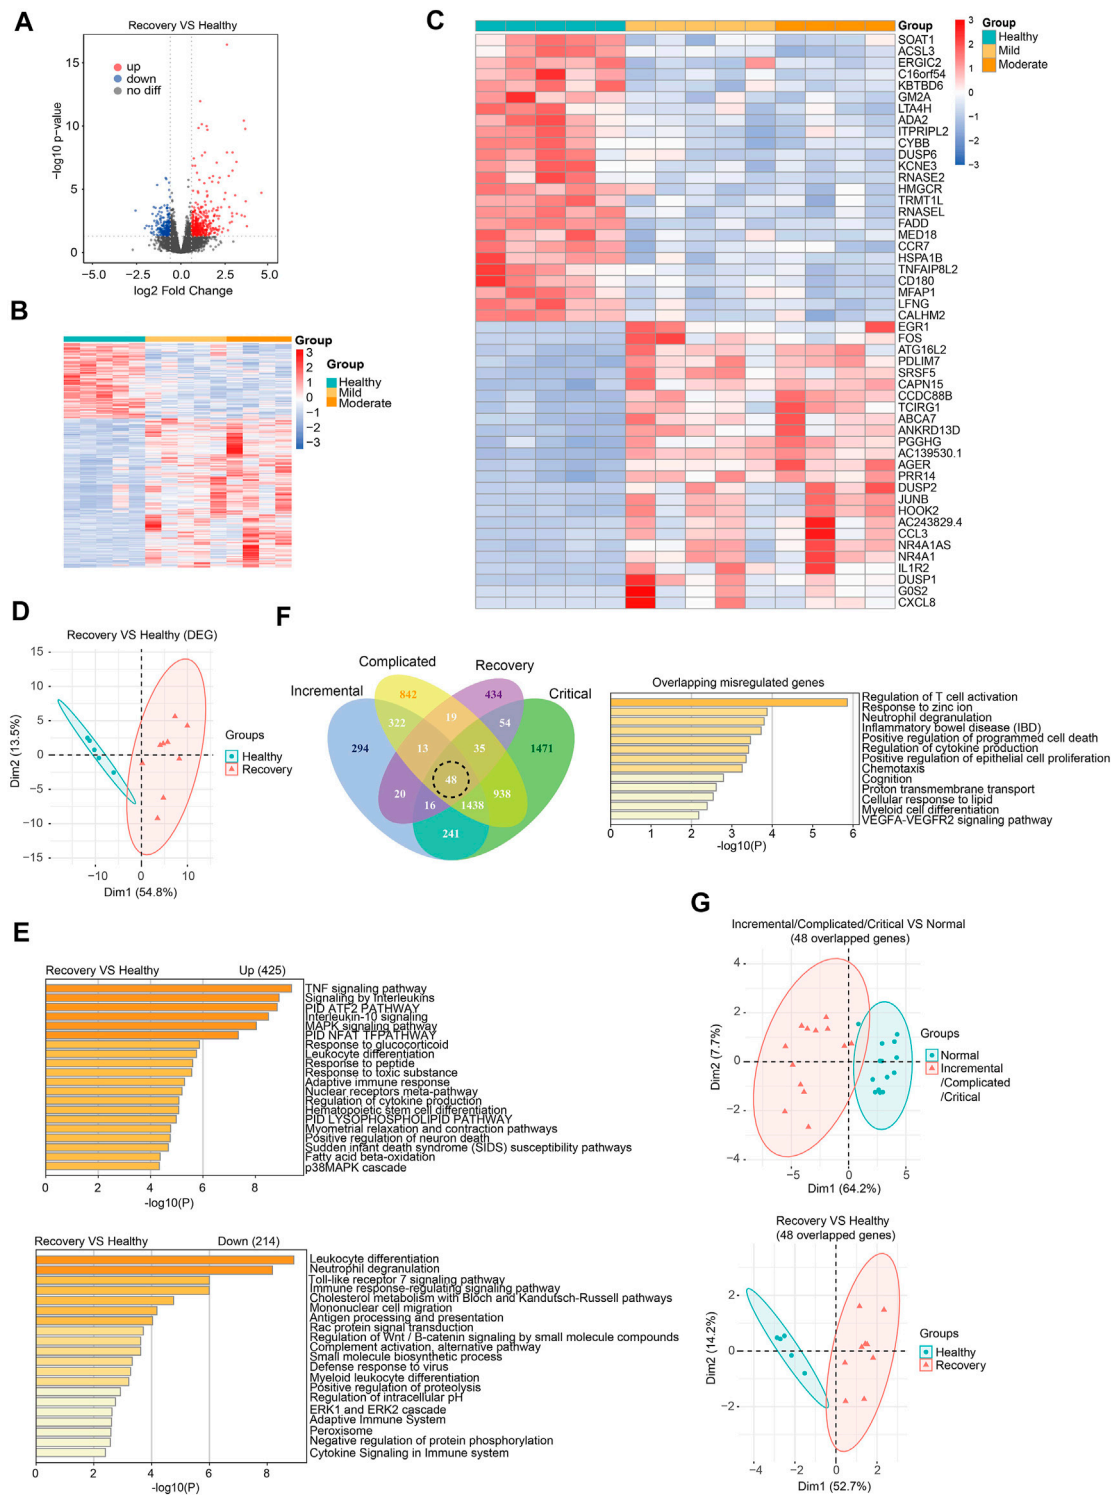 A
Recovery VS Healthy
up
down
no diff
15
10
5
0
−log10 p−value
−5.0
−2.5
0.0
2.5
5.0
log2 Fold Change
B
Group
3
2
1
0
−1
−2
−3
Group
Healthy
Mild
Moderate
C
Group
SOAT1
ACSL3
ERGIC2
C16orf54
KBTBD6
GM2A
LTA4H
ADA2
ITPRIPL2
CYBB
DUSP6
KCNE3
RNASE2
HMGCR
TRMT1L
RNASEL
FADD
MED18
CCR7
HSPA1B
TNFAIP8L2
CD180
MFAP1
LFNG
CALHM2
EGR1
FOS
ATG16L2
PDLIM7
SRSF5
CAPN15
CCDC88B
TCIRG1
ABCA7
ANKRD13D
PGGHG
AC139530.1
AGER
PRR14
DUSP2
JUNB
HOOK2
AC243829.4
CCL3
NR4A1AS
NR4A1
IL1R2
DUSP1
G0S2
CXCL8
3
2
1
0
−1
−2
−3
Group
Healthy
Mild
Moderate
D
Recovery VS Healthy (DEG)
15
10
5
0
−5
−10
−15
Dim2 (13.5%)
−10
0
10
Dim1 (54.8%)
Groups
Healthy
Recovery
F
Incremental
Complicated
Recovery
Critical
842
434
322
19
54
294
13
35
1471
48
20
16
1438
938
241
Overlapping misregulated genes
Regulation of T cell activation
Response to zinc ion
Neutrophil degranulation
Inflammatory bowel disease (IBD)
Positive regulation of programmed cell death
Regulation of cytokine production
Positive regulation of epithelial cell proliferation
Chemotaxis
Cognition
Proton transmembrane transport
Cellular response to lipid
Myeloid cell differentiation
VEGFA-VEGFR2 signaling pathway
0 1 2 3 4 5 6
-log10(P)
E
Recovery VS Healthy Up (425)
TNF signaling pathway
Signaling by Interleukins
PID ATF2 PATHWAY
Interleukin-10 signaling
MAPK signaling pathway
PID NFAT TFPATHWAY
Response to glucocorticoid
Leukocyte differentiation
Response to peptide
Response to toxic substance
Adaptive immune response
Nuclear receptors meta-pathway
Regulation of cytokine production
Hematopoietic stem cell differentiation
PID LYSOPHOSPHOLIPID PATHWAY
Myometrial relaxation and contraction pathways
Positive regulation of neuron death
Sudden infant death syndrome (SIDS) susceptibility pathways
Fatty acid beta-oxidation
p38MAPK cascade
0 2 4 6 8
-log10(P)
Recovery VS Healthy Down (214)
Leukocyte differentiation
Neutrophil degranulation
Toll-like receptor 7 signaling pathway
Immune response-regulating signaling pathway
Cholesterol metabolism with Bloch and Kandutsch-Russell pathways
Mononuclear cell migration
Antigen processing and presentation
Rac protein signal transduction
Regulation of Wnt / B-catenin signaling by small molecule compounds
Complement activation, alternative pathway
Small molecule biosynthetic process
Defense response to virus
Myeloid leukocyte differentiation
Positive regulation of proteolysis
Regulation of intracellular pH
ERK1 and ERK2 cascade
Adaptive Immune System
Peroxisome
Negative regulation of protein phosphorylation
Cytokine Signaling in Immune system
0 2 4 6 8
-log10(P)
G
Incremental/Complicated/Critical VS Normal
(48 overlapped genes)
4
2
0
−2
−4
Dim2 (7.7%)
−5
0
5
Dim1 (64.2%)
Groups
Normal
Incremental
/Complicated
/Critical
Recovery VS Healthy
(48 overlapped genes)
2
0
−2
Dim2 (14.2%)
−4
−2
0
2
Dim1 (52.7%)
Groups
Healthy
Recovery